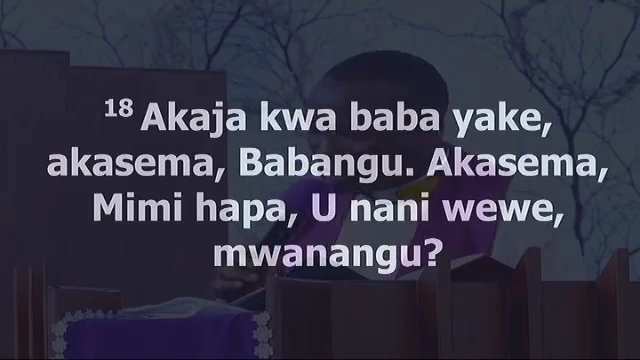 18 Akaja kwa baba yake,
akasema, Babangu. Akasema,
Mimi hapa, U nani wewe,
mwanangu?